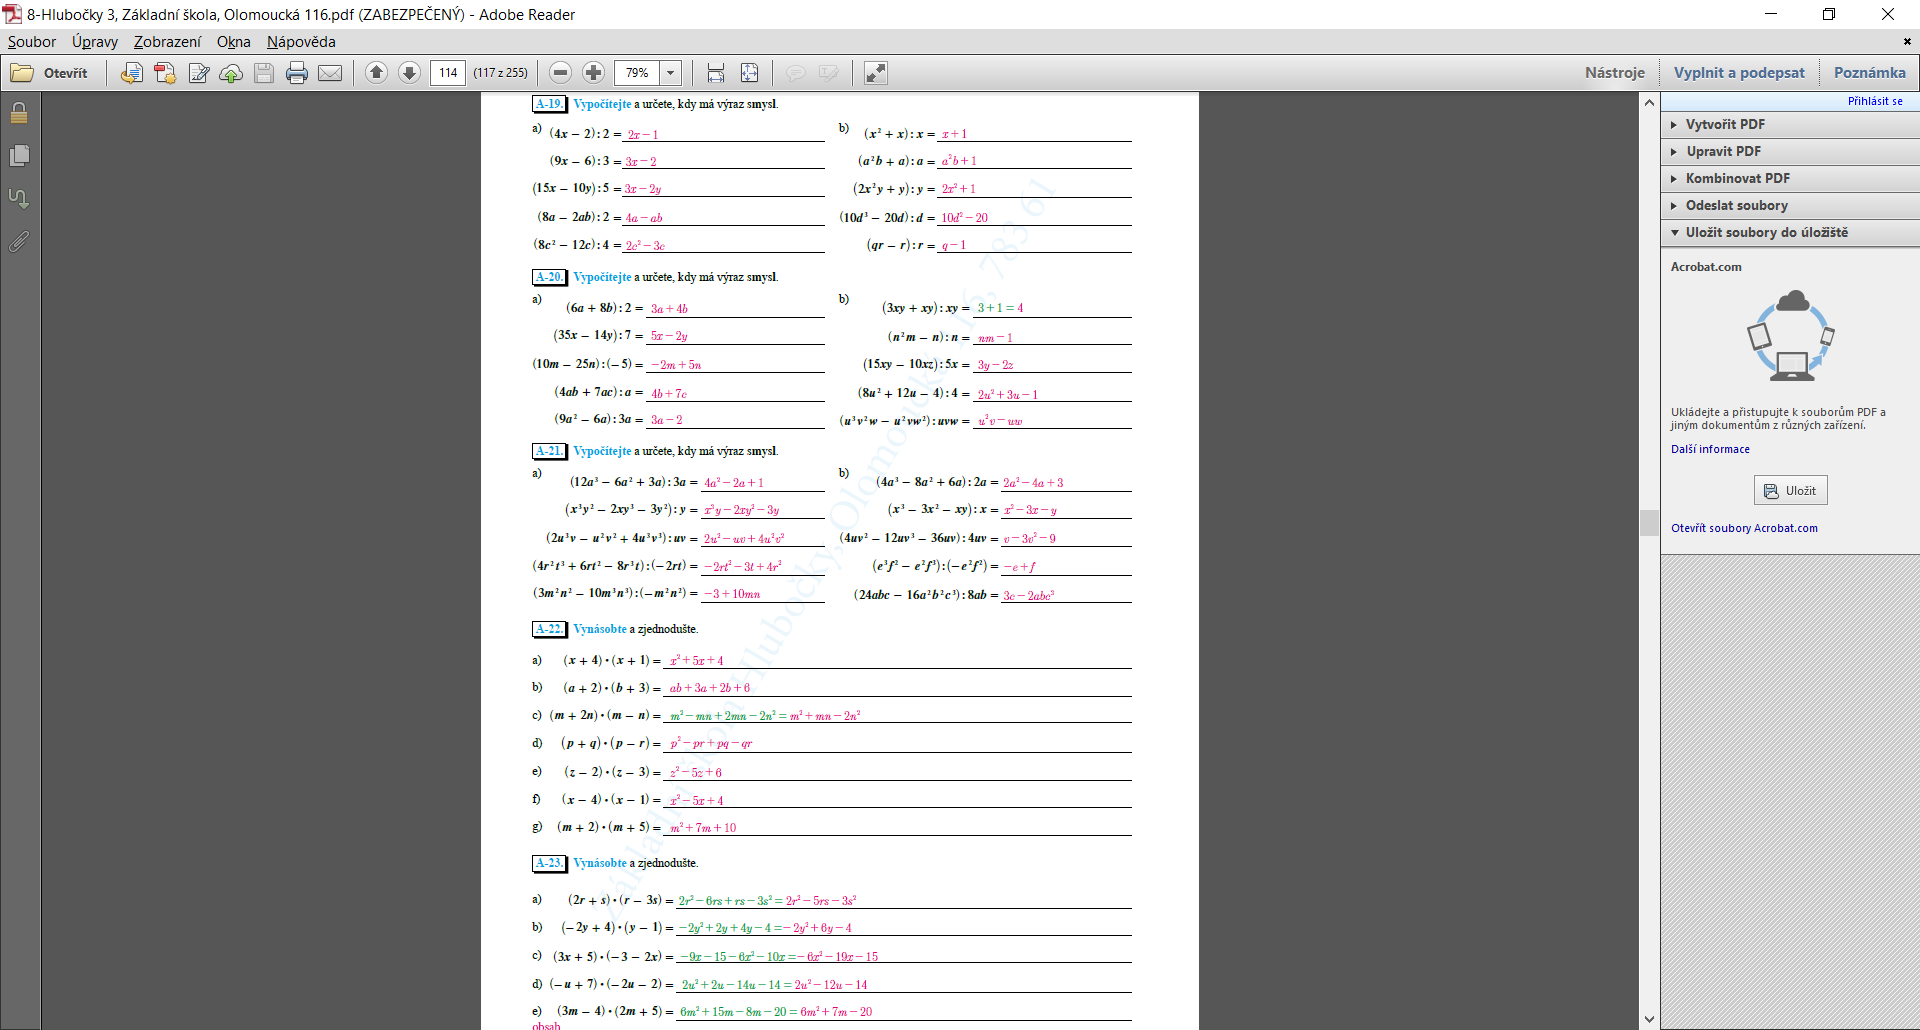 8-Hlubočky 3, Základní škola, Olomoucká 116.pdf (ZABEZPEČENÝ) - Adobe Reader
Soubor Úpravy Zobrazení Okna Nápověda
Otevřít 114 (117 z 255) 79% Nástroje Vyplnit a podepsat Poznámka
A-19. Vypočítejte a určete, kdy má výraz smysl.
a) (4x − 2) : 2 = 2x − 1
(9x − 6) : 3 = 3x − 2
(15x − 10y) : 5 = 3x − 2y
(8a − 2ab) : 2 = 4a − ab
(8c² − 12c) : 4 = 2c² − 3c
b) (x² + x) : x = x + 1
(a²b + a) : a = a²b + 1
(2x²y + y) : y = 2x² + 1
(10d³ − 20d) : d = 10d² − 20
(qr − r) : r = q − 1
A-20. Vypočítejte a určete, kdy má výraz smysl.
a) (6a + 8b) : 2 = 3a + 4b
(35x − 14y) : 7 = 5x − 2y
(10m − 25n) : (− 5) = −2m + 5n
(4ab + 7ac) : a = 4b + 7c
(9a² − 6a) : 3a = 3a − 2
b) (3xy + xy) : xy = 3 + 1 = 4
(n²m − n) : n = nm − 1
(15xy − 10xz) : 5x = 3y − 2z
(8u² + 12u − 4) : 4 = 2u² + 3u − 1
(u³v²w − u²vw²) : uvw = u²v − uw
A-21. Vypočítejte a určete, kdy má výraz smysl.
a) (12a³ − 6a² + 3a) : 3a = 4a² − 2a + 1
(x³y² − 2xy³ − 3y²) : y = x³y − 2xy² − 3y
(2u³v − u²v² + 4u³v³) : uv = 2u² − uv + 4u²v²
(4r²t³ + 6rt² − 8r³t) : (− 2rt) = −2rt² − 3t + 4r²
(3m²n² − 10m³n³) : (− m²n²) = −3 + 10mn
b) (4a³ − 8a² + 6a) : 2a = 2a² − 4a + 3
(x³ − 3x² − xy) : x = x² − 3x − y
(4uv² − 12uv³ − 36uv) : 4uv = v − 3v² − 9
(e³f² − e²f³) : (− e²f²) = −e + f
(24abc − 16a²b²c³) : 8ab = 3c − 2abc³
A-22. Vynásobte a zjednodušte.
a) (x + 4) • (x + 1) = x² + 5x + 4
b) (a + 2) • (b + 3) = ab + 3a + 2b + 6
c) (m + 2n) • (m − n) = m² − mn + 2mn − 2n² = m² + mn − 2n²
d) (p + q) • (p − r) = p² − pr + pq − qr
e) (z − 2) • (z − 3) = z² − 5z + 6
f) (x − 4) • (x − 1) = x² − 5x + 4
g) (m + 2) • (m + 5) = m² + 7m + 10
A-23. Vynásobte a zjednodušte.
a) (2r + s) • (r − 3s) = 2r² − 6rs + rs − 3s² = 2r² − 5rs − 3s²
b) (− 2y + 4) • (y − 1) = −2y² + 2y + 4y − 4 = − 2y² + 6y − 4
c) (3x + 5) • (− 3 − 2x) = −9x − 15 − 6x² − 10x = − 6x² − 19x − 15
d) (− u + 7) • (− 2u − 2) = 2u² + 2u − 14u − 14 = 2u² − 12u − 14
e) (3m − 4) • (2m + 5) = 6m² + 15m − 8m − 20 = 6m² + 7m − 20
obsah
Přihlásit se
Vytvořit PDF
Upravit PDF
Kombinovat PDF
Odeslat soubory
Uložit soubory do úložiště
Acrobat.com
Ukládejte a přistupujte k souborům PDF a
jiným dokumentům z různých zařízení.
Další informace
Uložit
Otevřít soubory Acrobat.com